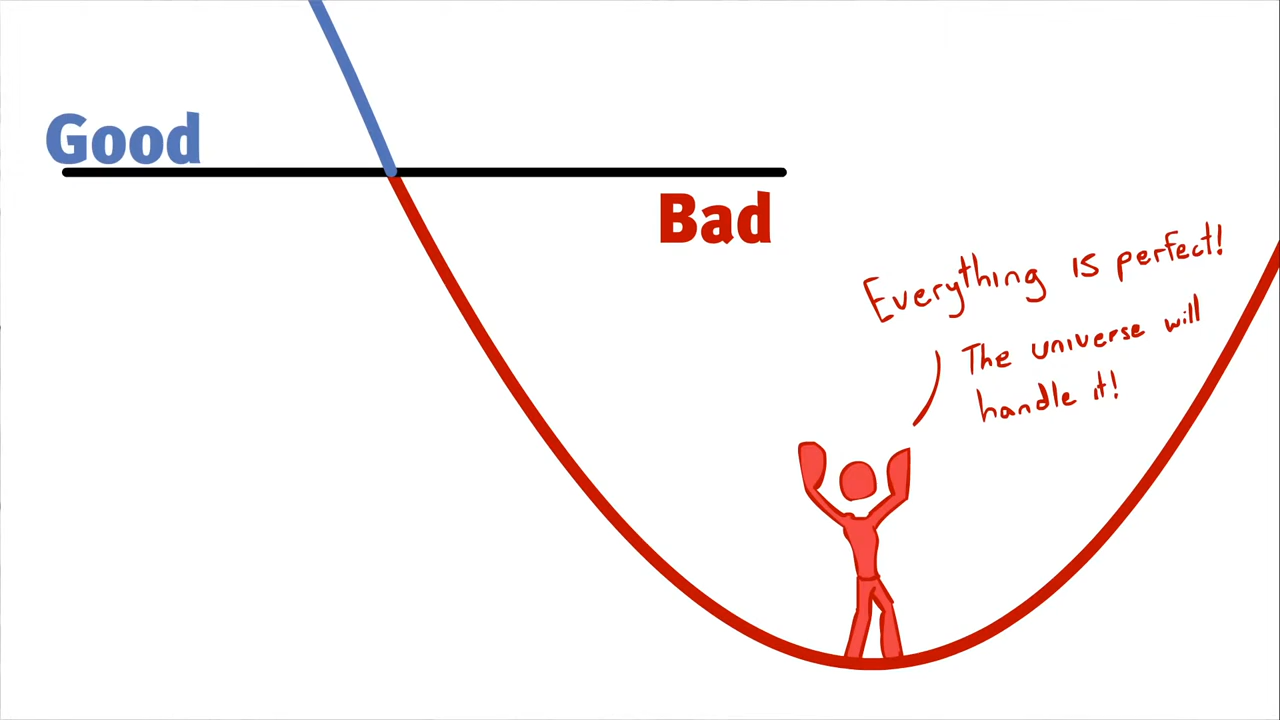 Good
Bad
Everything is perfect!
The universe will
handle it!